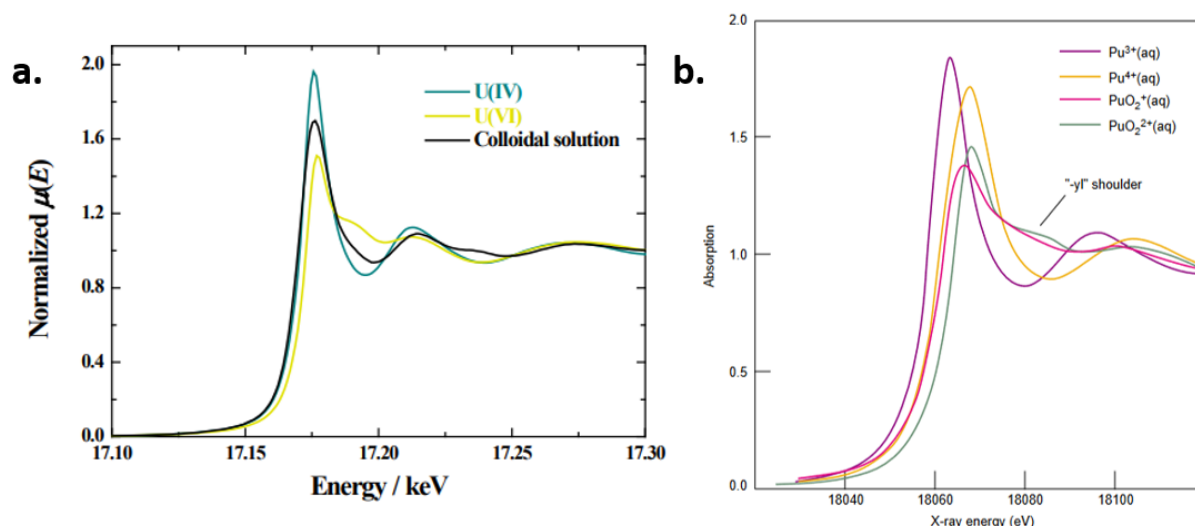 a.
Normalized μ(E)
2.0
1.6
1.2
0.8
0.4
0.0
U(IV)
U(VI)
Colloidal solution
17.10 17.15 17.20 17.25 17.30
Energy / keV
b.
Absorption
2.0
1.5
1.0
0.5
0.0
Pu³⁺(aq)
Pu⁴⁺(aq)
PuO₂⁺(aq)
PuO₂²⁺(aq)
"-yl" shoulder
18040 18060 18080 18100
X-ray energy (eV)